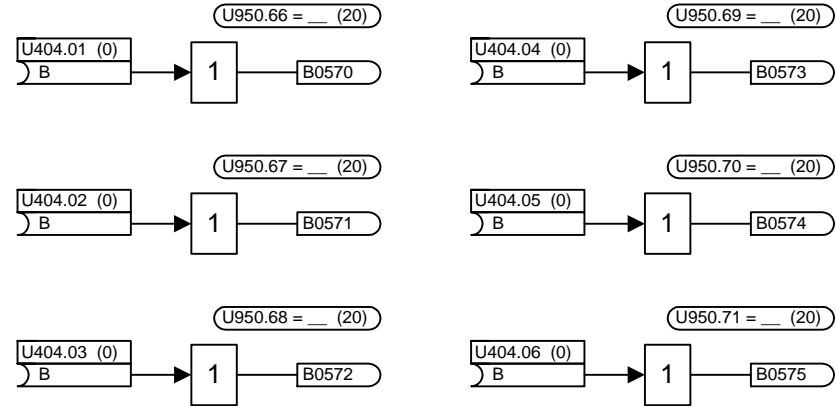 U950.66 = __ (20)
U404.01 (0)
B
1
B0570
U950.67 = __ (20)
U404.02 (0)
B
1
B0571
U950.68 = __ (20)
U404.03 (0)
B
1
B0572
U950.69 = __ (20)
U404.04 (0)
B
1
B0573
U950.70 = __ (20)
U404.05 (0)
B
1
B0574
U950.71 = __ (20)
U404.06 (0)
B
1
B0575